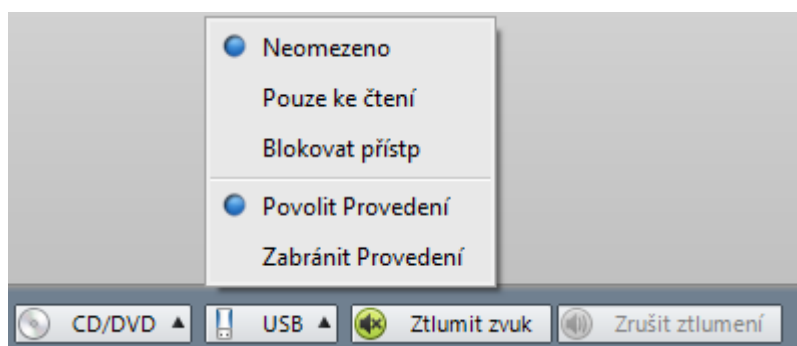 Neomezeno
Pouze ke čtení
Blokovat přístp
Povolit Provedení
Zabránit Provedení
CD/DVD ▲ USB ▲ Ztlumit zvuk Zrušit ztlumení